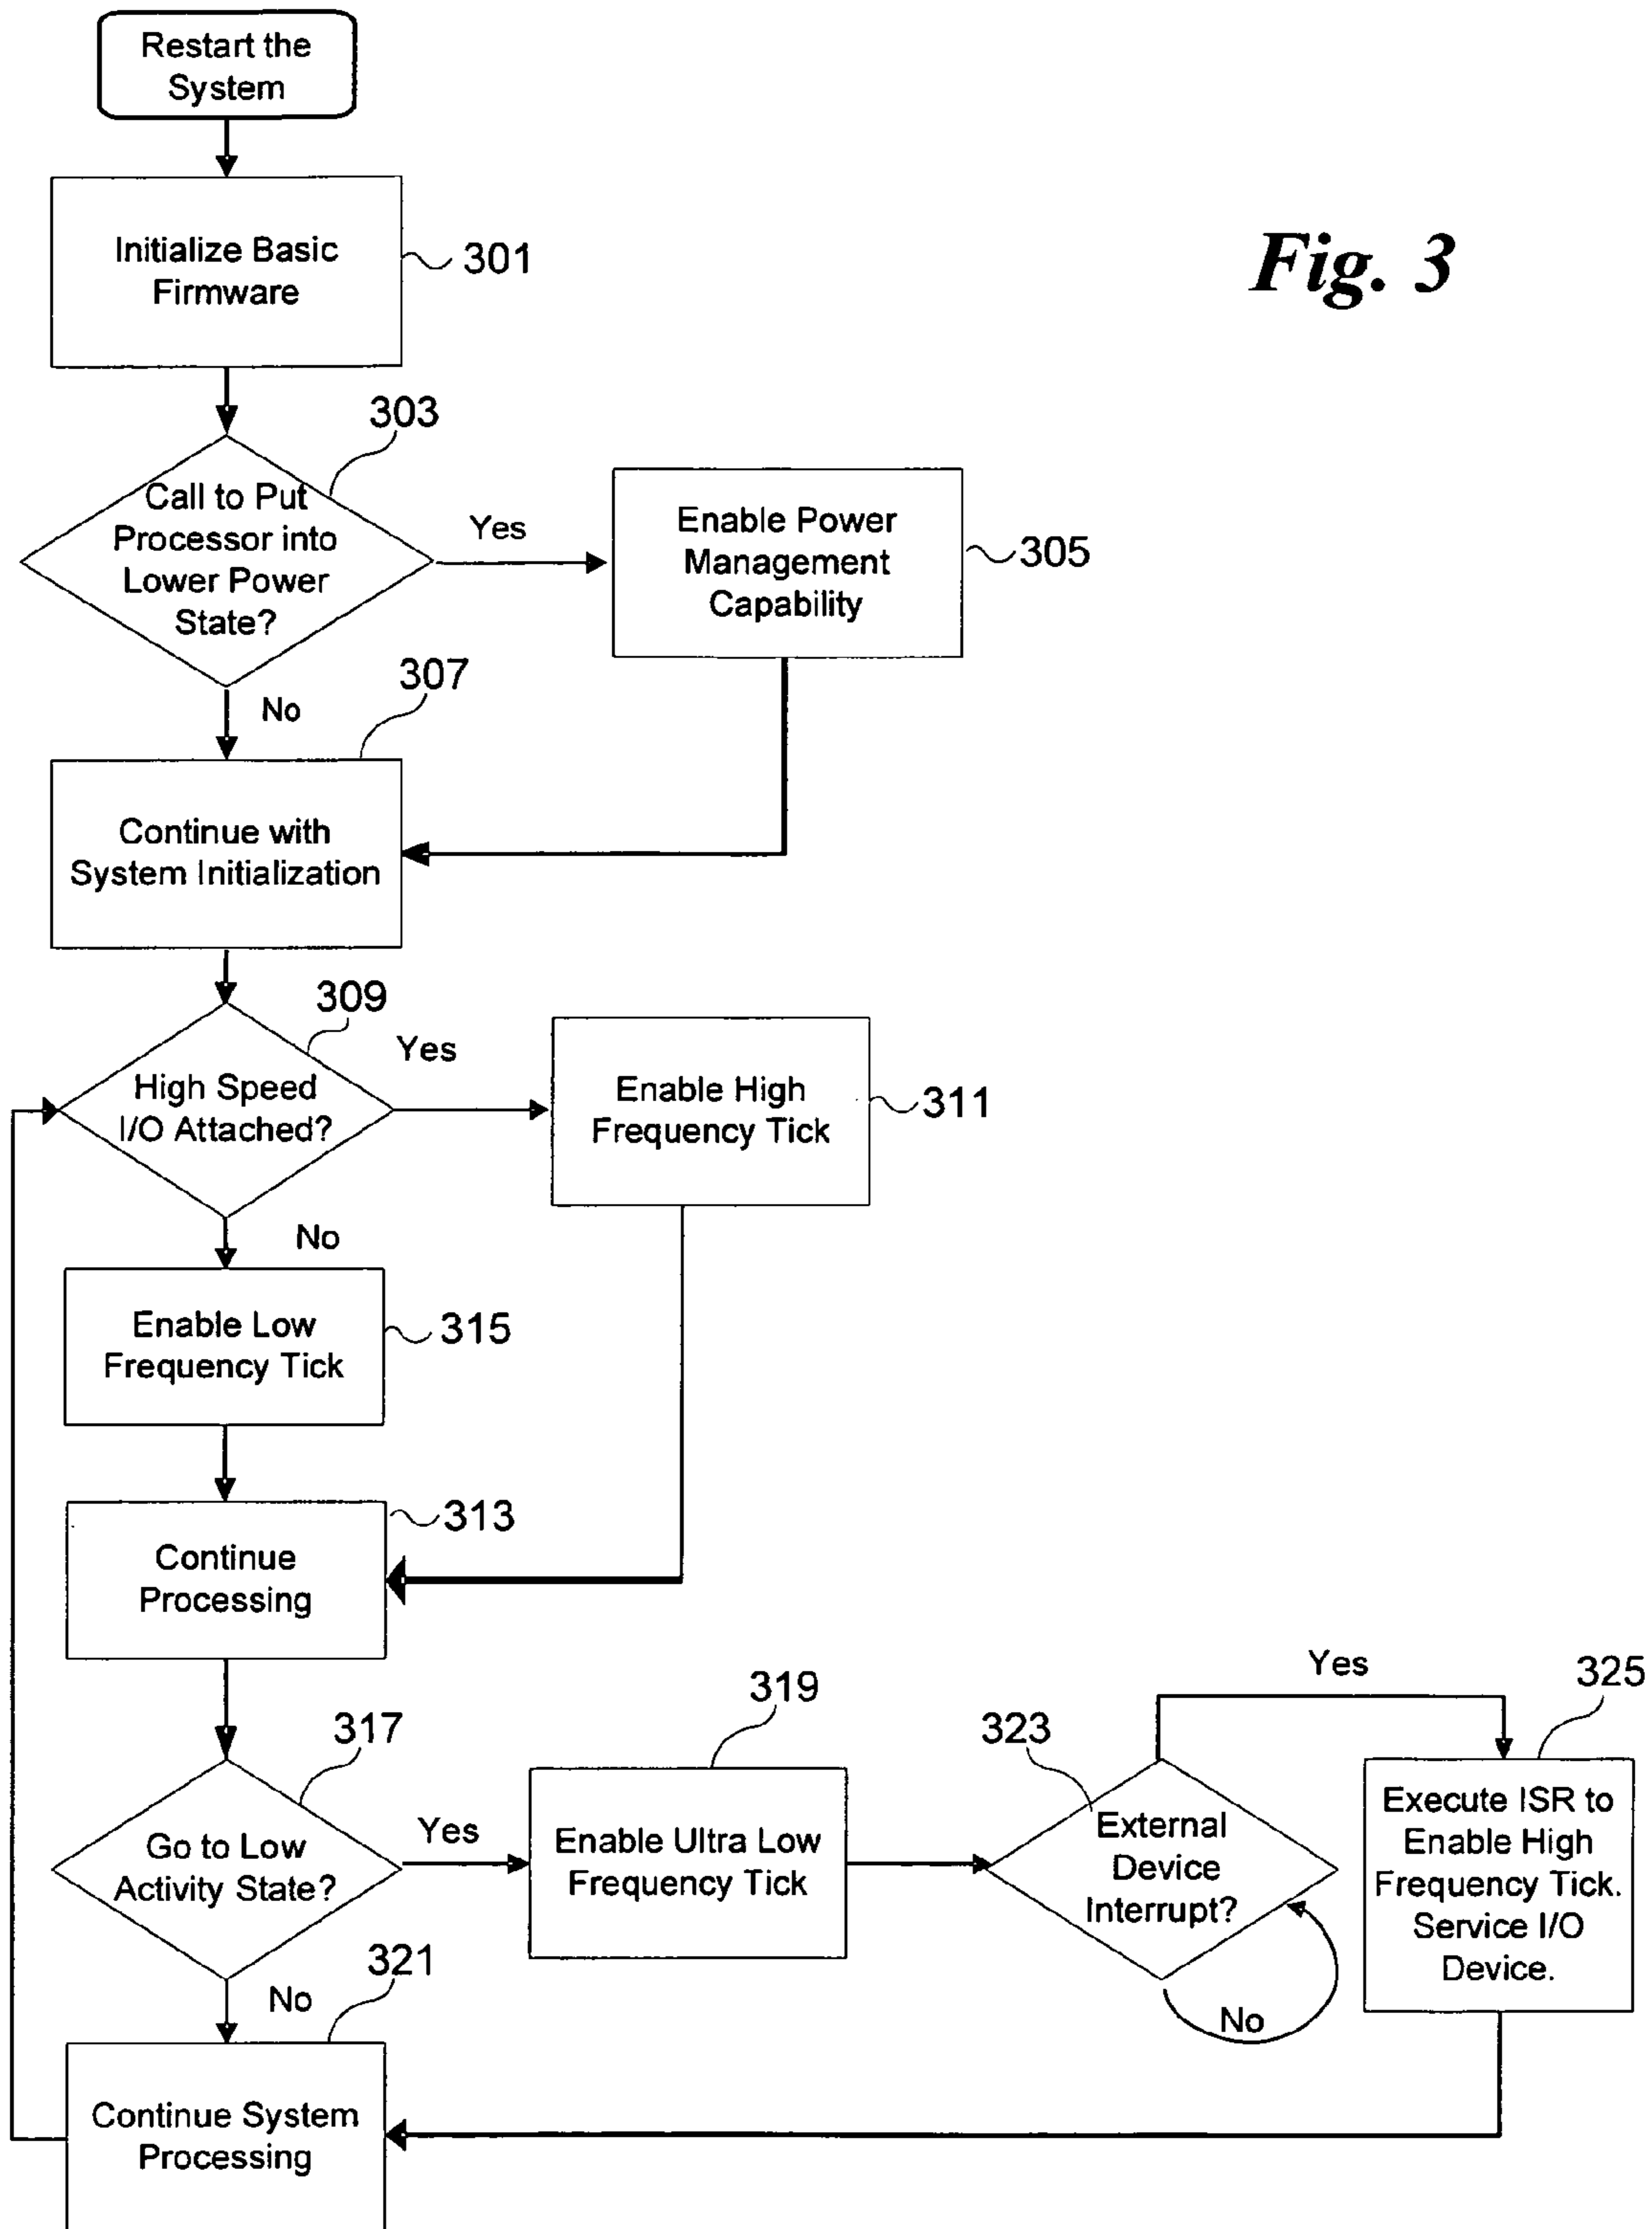 Restart the
System
Fig. 3
Initialize Basic
Firmware
301
303
Call to Put
Processor into
Lower Power
State?
Yes
Enable Power
Management
Capability
305
No
307
Continue with
System Initialization
309
High Speed
I/O Attached?
Yes
Enable High
Frequency Tick
311
No
Enable Low
Frequency Tick
315
313
Continue
Processing
317
Go to Low
Activity State?
Yes
319
Enable Ultra Low
Frequency Tick
323
External
Device
Interrupt?
No
Yes
325
Execute ISR to
Enable High
Frequency Tick.
Service I/O
Device.
No
321
Continue System
Processing